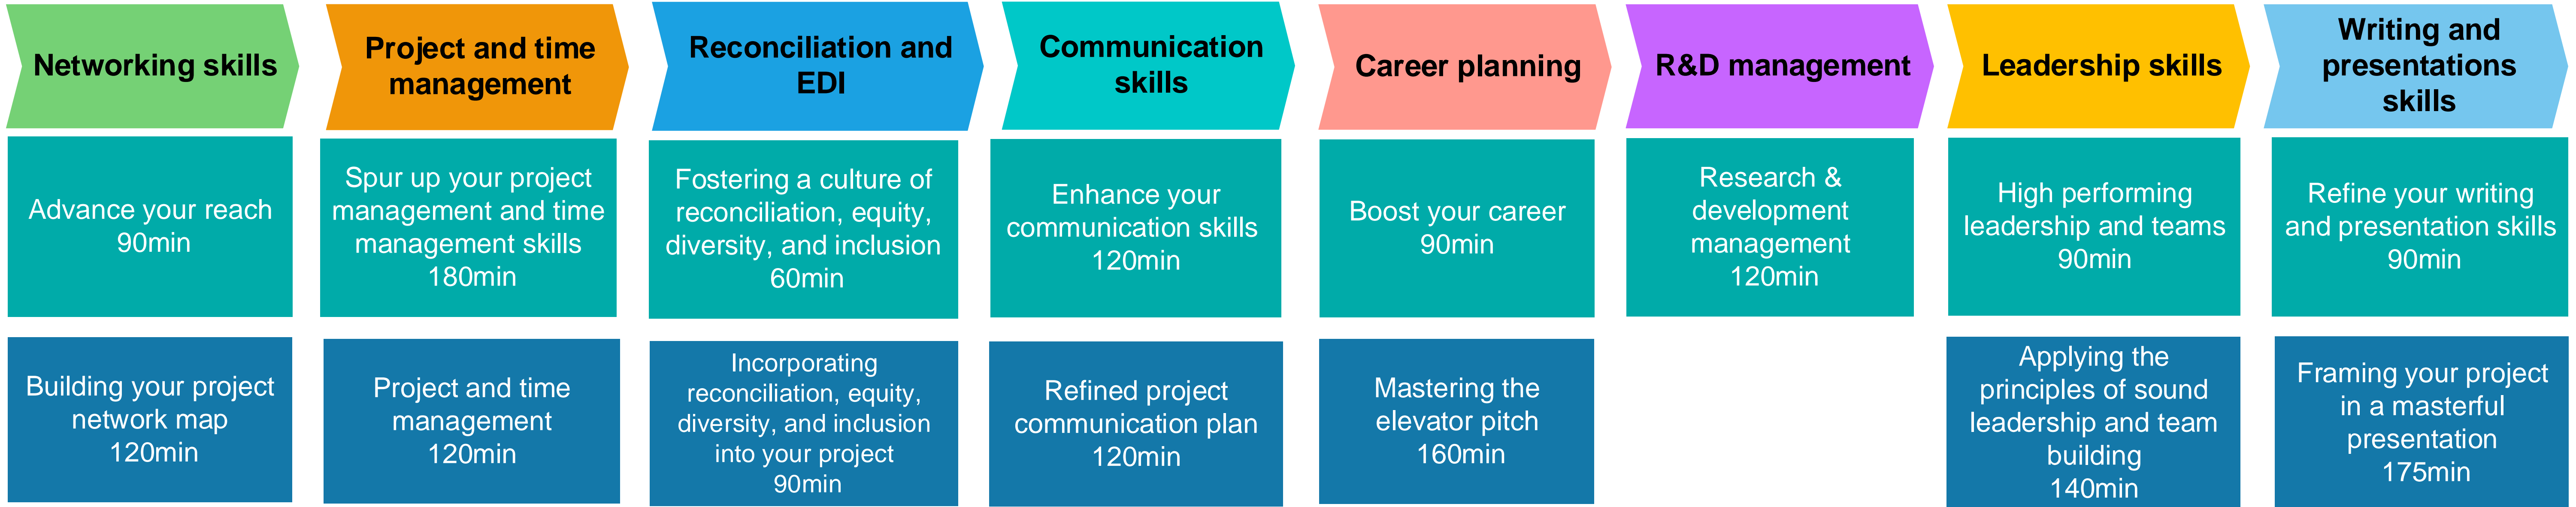 Networking skills
Project and time
management
Reconciliation and
EDI
Communication
skills
Career planning
R&D management
Leadership skills
Writing and
presentations
skills
Advance your reach
90min
Spur up your project
management and time
management skills
180min
Fostering a culture of
reconciliation, equity,
diversity, and inclusion
60min
Enhance your
communication skills
120min
Boost your career
90min
Research &
development
management
120min
High performing
leadership and teams
90min
Refine your writing
and presentation skills
90min
Building your project
network map
120min
Project and time
management
120min
Incorporating
reconciliation, equity,
diversity, and inclusion
into your project
90min
Refined project
communication plan
120min
Mastering the
elevator pitch
160min
Applying the
principles of sound
leadership and team
building
140min
Framing your project
in a masterful
presentation
175min